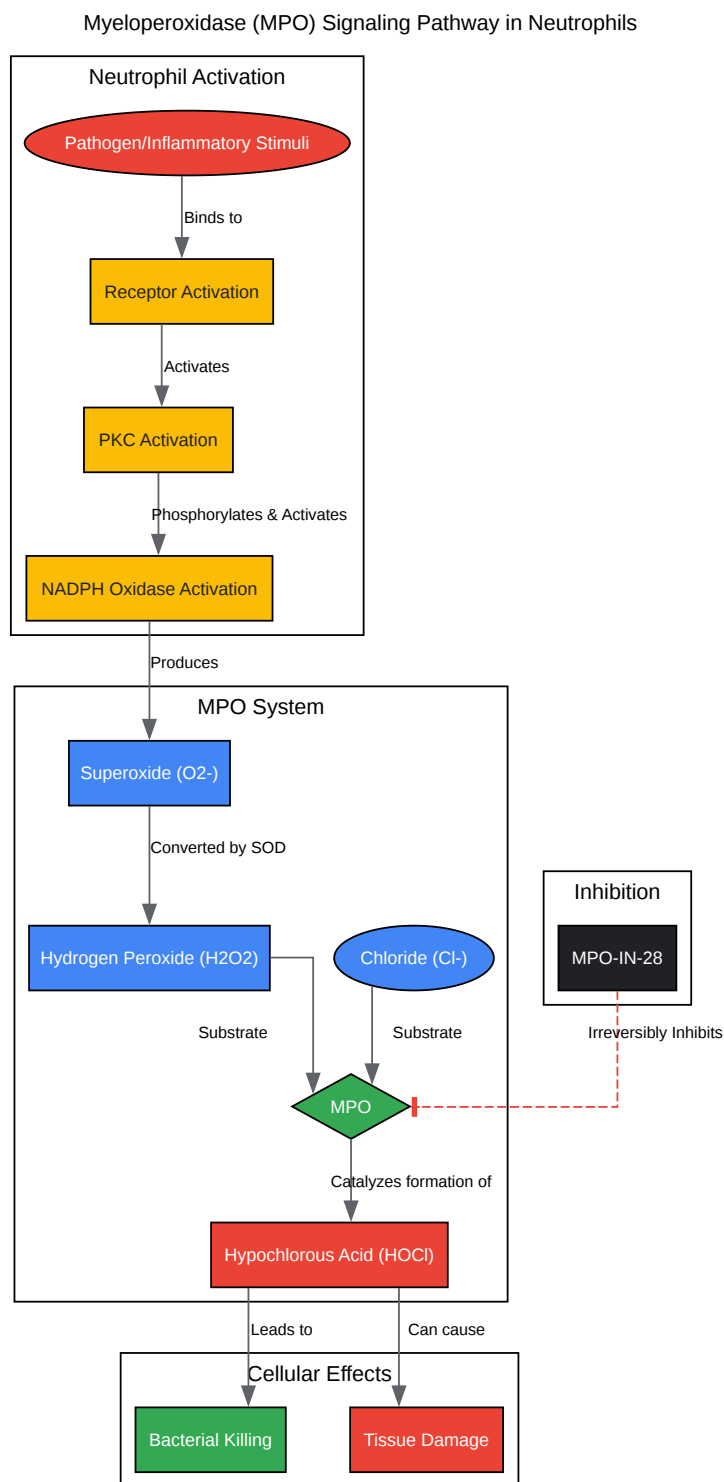 Myeloperoxidase (MPO) Signaling Pathway in Neutrophils
Neutrophil Activation
Pathogen/Inflammatory Stimuli
Binds to
Receptor Activation
Activates
PKC Activation
Phosphorylates & Activates
NADPH Oxidase Activation
Produces
MPO System
Superoxide (O2-)
Converted by SOD
Inhibition
Hydrogen Peroxide (H2O2)
Chloride (Cl-)
MPO-IN-28
Substrate
Substrate
Irreversibly Inhibits
MPO
Catalyzes formation of
Hypochlorous Acid (HOCl)
Leads to
Can cause
Cellular Effects
Bacterial Killing
Tissue Damage